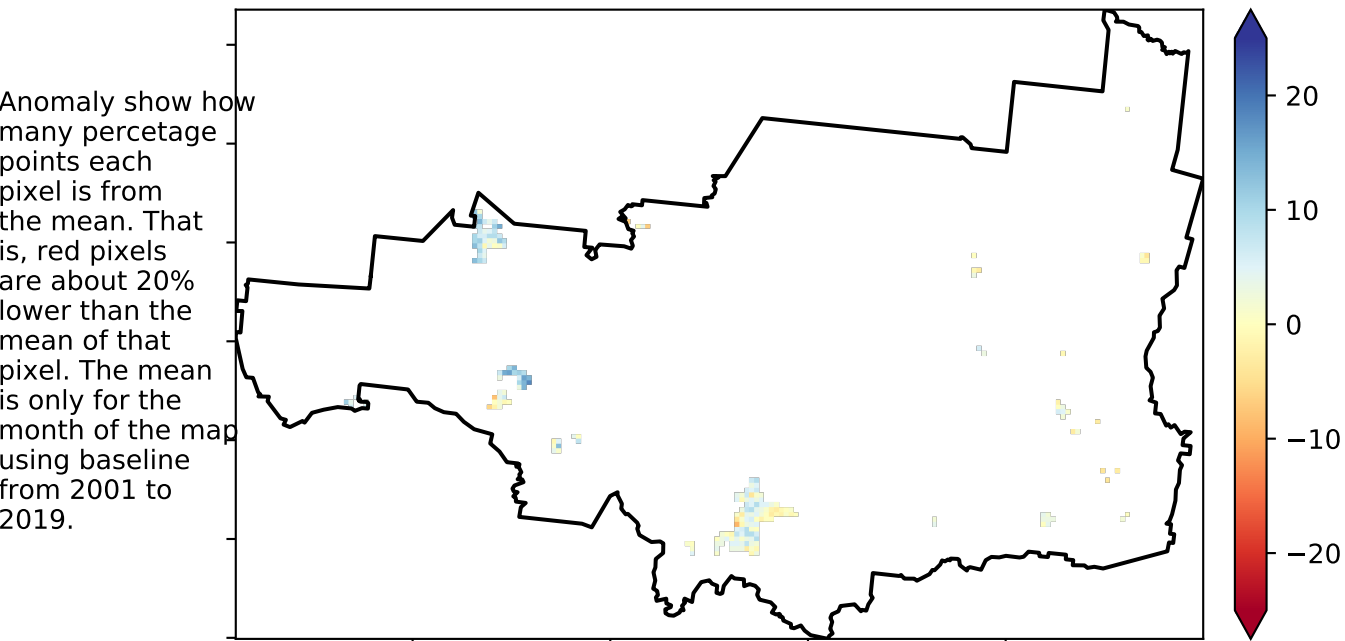 Anomaly show how
many percetage
points each
pixel is from
the mean. That
is, red pixels
are about 20%
lower than the
mean of that
pixel. The mean
is only for the
month of the map
using baseline
from 2001 to
2019.
20
10
0
−10
−20